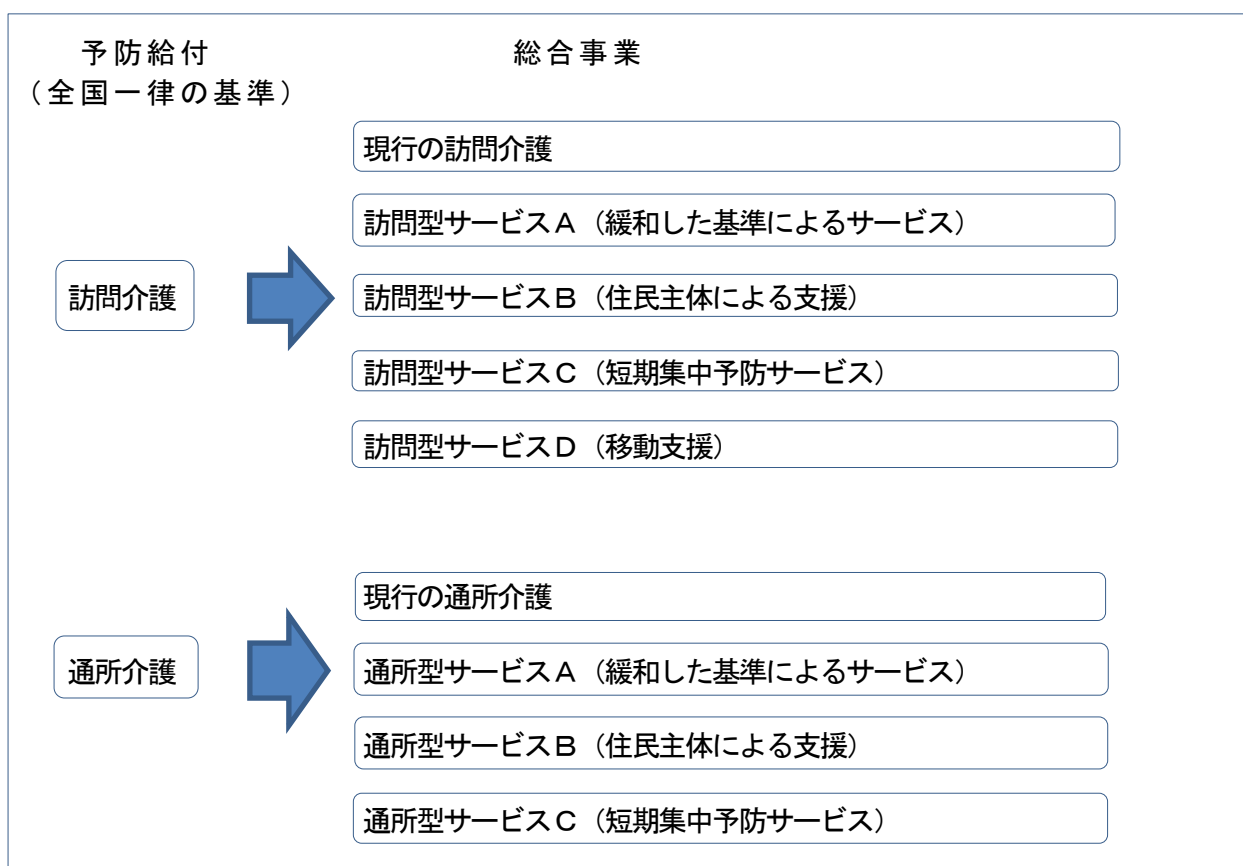 予防給付
（全国一律の基準）
総合事業
訪問介護
現行の訪問介護
訪問型サービスＡ（緩和した基準によるサービス）
訪問型サービスＢ（住民主体による支援）
訪問型サービスＣ（短期集中予防サービス）
訪問型サービスＤ（移動支援）
通所介護
現行の通所介護
通所型サービスＡ（緩和した基準によるサービス）
通所型サービスＢ（住民主体による支援）
通所型サービスＣ（短期集中予防サービス）